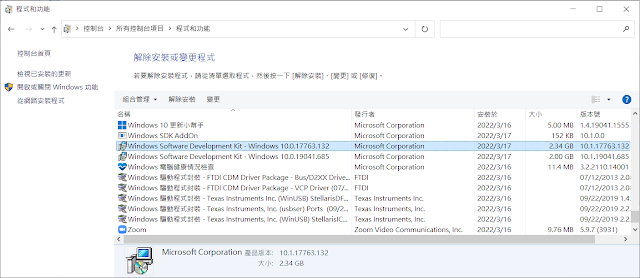 程式和功能
控制台 > 所有控制台項目 > 程式和功能
控制台首頁
檢視已安裝的更新
開啟或關閉 Windows 功能
從網路安裝程式
解除安裝或變更程式
若要解除安裝程式，請從清單選取程式，然後按一下 [解除安裝]、[變更] 或 [修復]。
組合管理 解除安裝 變更
名稱 發行者 安裝於 大小 版本號
Windows 10 更新小幫手 Microsoft Corporation 2022/3/16 5.00 MB 1.4.19041.1555
Windows SDK AddOn Microsoft Corporation 2022/3/17 152 KB 10.1.0.0
Windows Software Development Kit - Windows 10.0.17763.132 Microsoft Corporation 2022/3/17 2.34 GB 10.1.17763.132
Windows Software Development Kit - Windows 10.0.19041.685 Microsoft Corporation 2022/3/17 2.00 GB 10.1.19041.685
Windows 電腦健康情況檢查 Microsoft Corporation 2022/3/16 11.4 MB 3.2.2110.14001
Windows 驅動程式封裝 - FTDI CDM Driver Package - Bus/D2XX Driver... FTDI 2022/3/16 07/12/2013 2.0
Windows 驅動程式封裝 - FTDI CDM Driver Package - VCP Driver (07/... FTDI 2022/3/16 07/12/2013 2.0
Windows 驅動程式封裝 - Texas Instruments, Inc. (WinUSB) StellarisDF... Texas Instruments, Inc. 2022/3/16 09/22/2019 2.2
Windows 驅動程式封裝 - Texas Instruments, Inc. (usbser) Ports (09/2... Texas Instruments, Inc. 2022/3/16 09/22/2019 2.2
Windows 驅動程式封裝 - Texas Instruments, Inc. (WinUSB) StellarisIC... Texas Instruments, Inc. 2022/3/16 09/22/2019 2.2
Zoom Zoom Video Communications, Inc. 2022/3/16 9.76 MB 5.9.7 (3931)
Microsoft Corporation 產品版本: 10.1.17763.132
大小: 2.34 GB